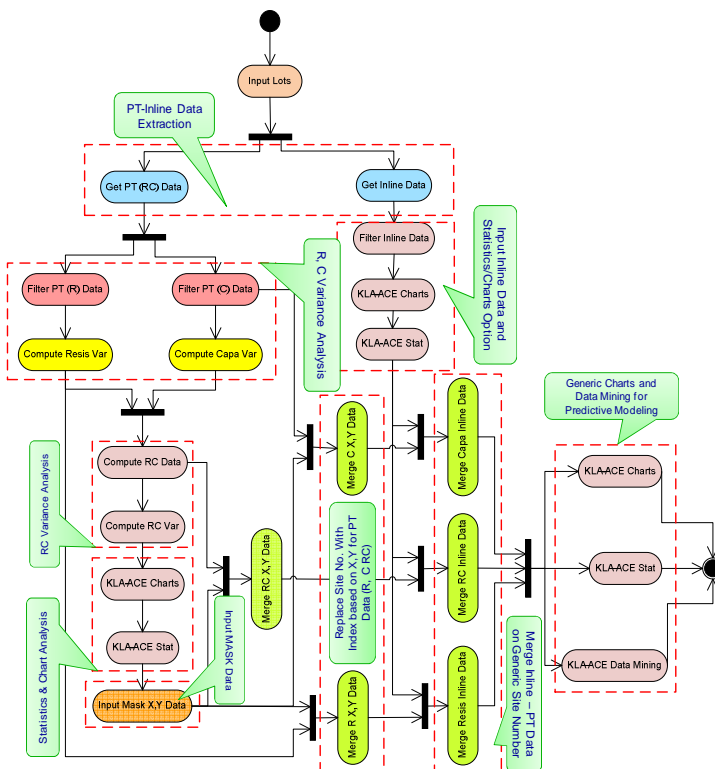 Input Lots
PT-Inline Data
Extraction
Get PT (RC) Data
Get Inline Data
Filter Inline Data
KLA-ACE Charts
KLA-ACE Stat
Input Inline Data and
Statistics/Charts Option
R, C Variance Analysis
Filter PT (R) Data
Filter PT (C) Data
Compute Resis Var
Compute Capa Var
RC Variance Analysis
Compute RC Data
Compute RC Var
KLA-ACE Charts
KLA-ACE Stat
Statistics & Chart Analysis
Input Mask X,Y Data
Input MASK Data
Merge RC X,Y Data
Merge C X,Y Data
Replace Site No. With
Index based on X,Y for PT
Data (R, C RC)
Merge R X,Y Data
Merge Capa Inline Data
Merge RC Inline Data
Merge Resis Inline Data
Merge Inline – PT Data
on Generic Site Number
Generic Charts and
Data Mining for
Predictive Modeling
KLA-ACE Charts
KLA-ACE Stat
KLA-ACE Data Mining